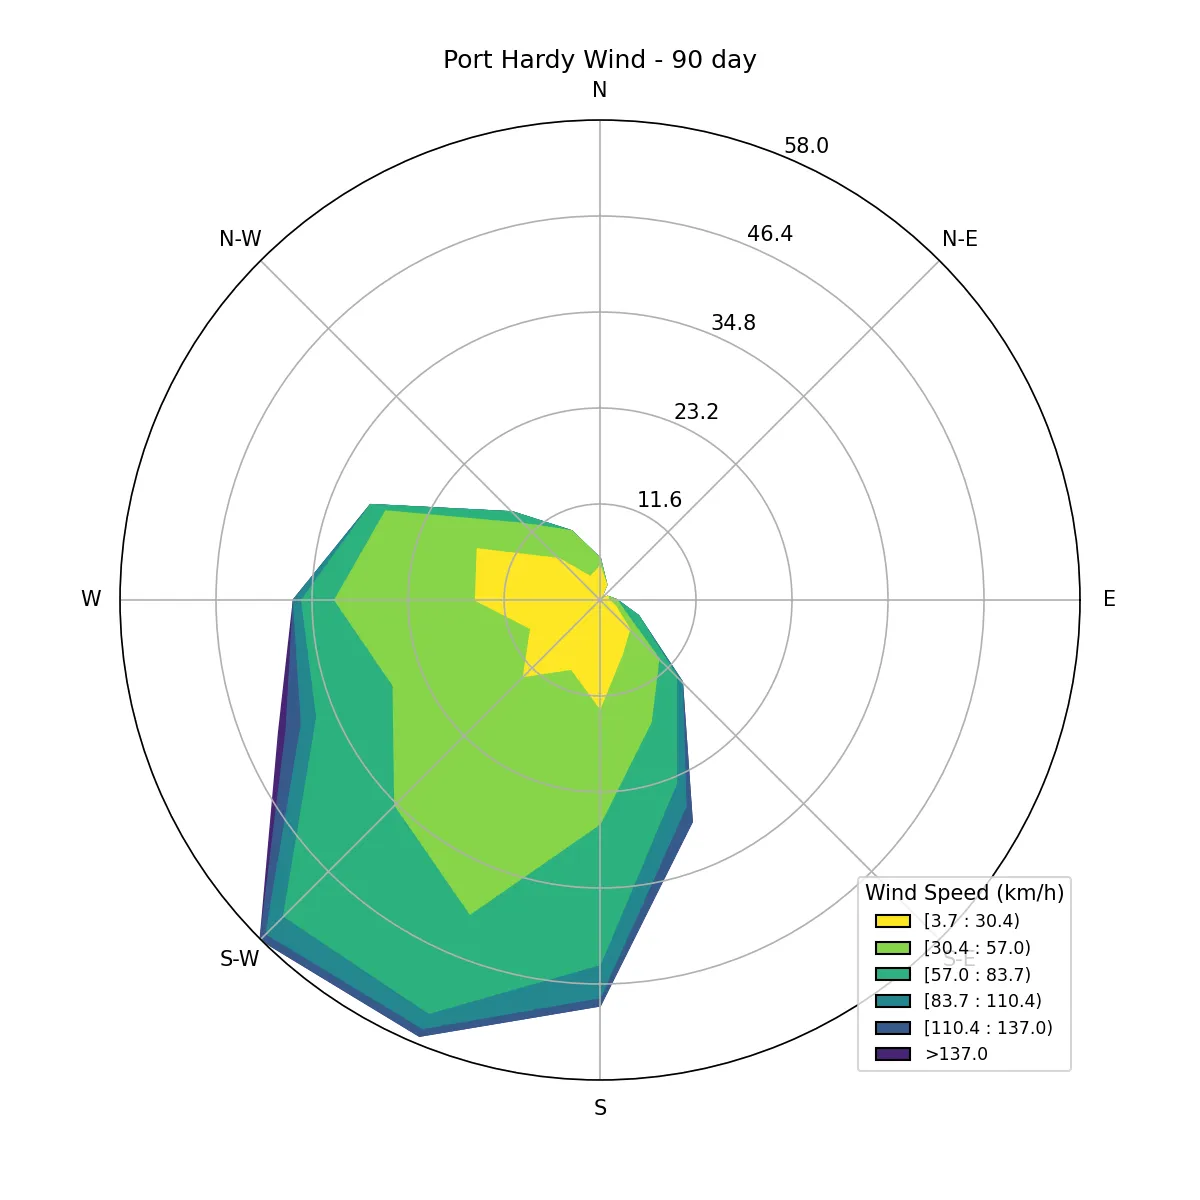 Port Hardy Wind - 90 day
N
58.0
46.4
N-W
N-E
34.8
23.2
11.6
W
E
Wind Speed (km/h)
[3.7 : 30.4)
[30.4 : 57.0)
S-W
S-E
[57.0 : 83.7)
[83.7 : 110.4)
[110.4 : 137.0)
>137.0
S